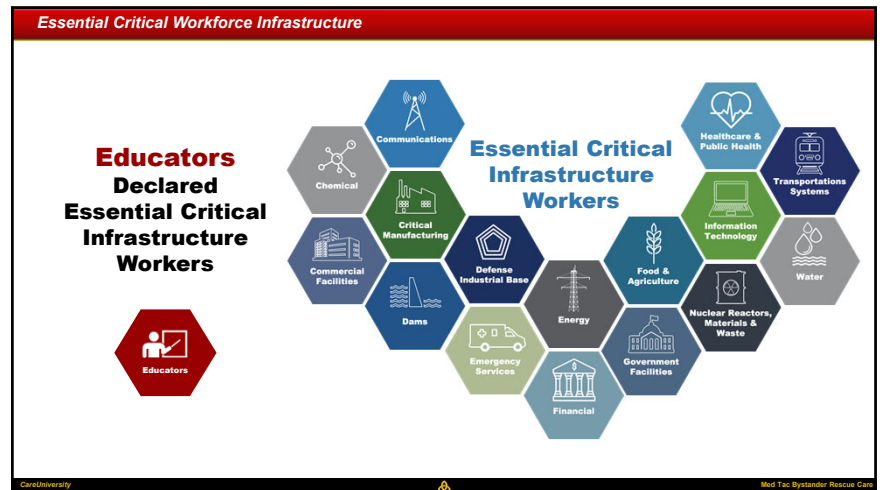 Essential Critical Workforce Infrastructure
Educators
Declared
Essential Critical
Infrastructure
Workers
Educators
Essential Critical
Infrastructure
Workers
Communications
Healthcare &
Public Health
Chemical
Transportations
Systems
Critical
Manufacturing
Information
Technology
Commercial
Facilities
Defense
Industrial Base
Food &
Agriculture
Water
Dams
Energy
Nuclear Reactors,
Materials &
Waste
Emergency
Services
Government
Facilities
$
Financial
CareUniversity
Med Tac Bystander Rescue Care